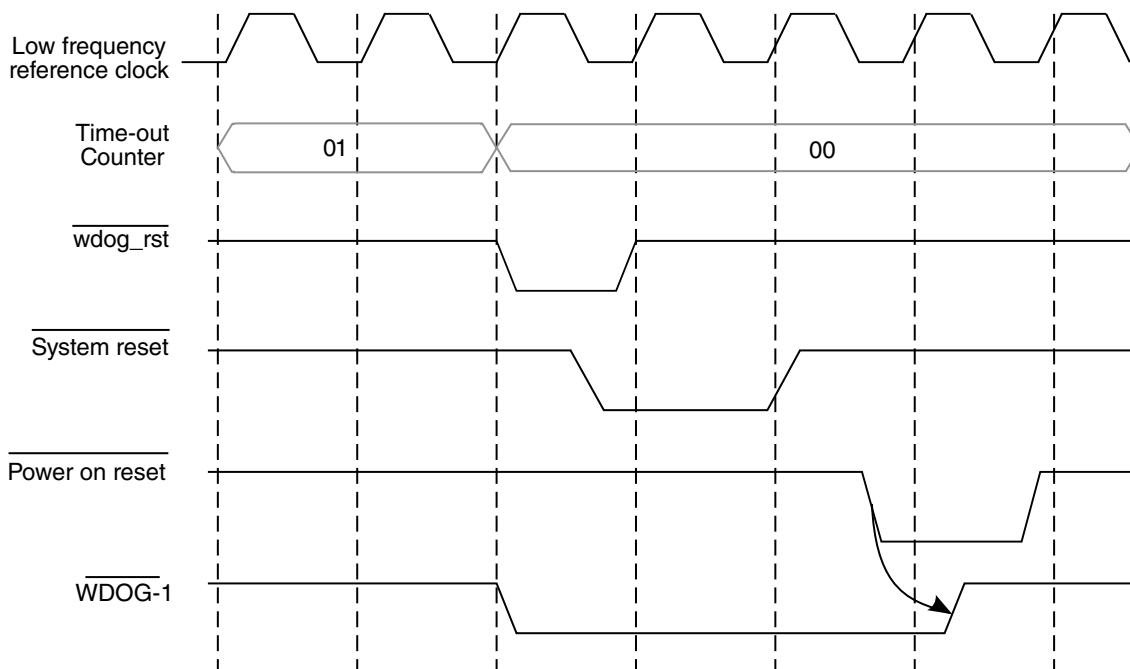 Low frequency
reference clock
Time-out
Counter
01
00
wdog_rst
System reset
Power on reset
WDOG-1